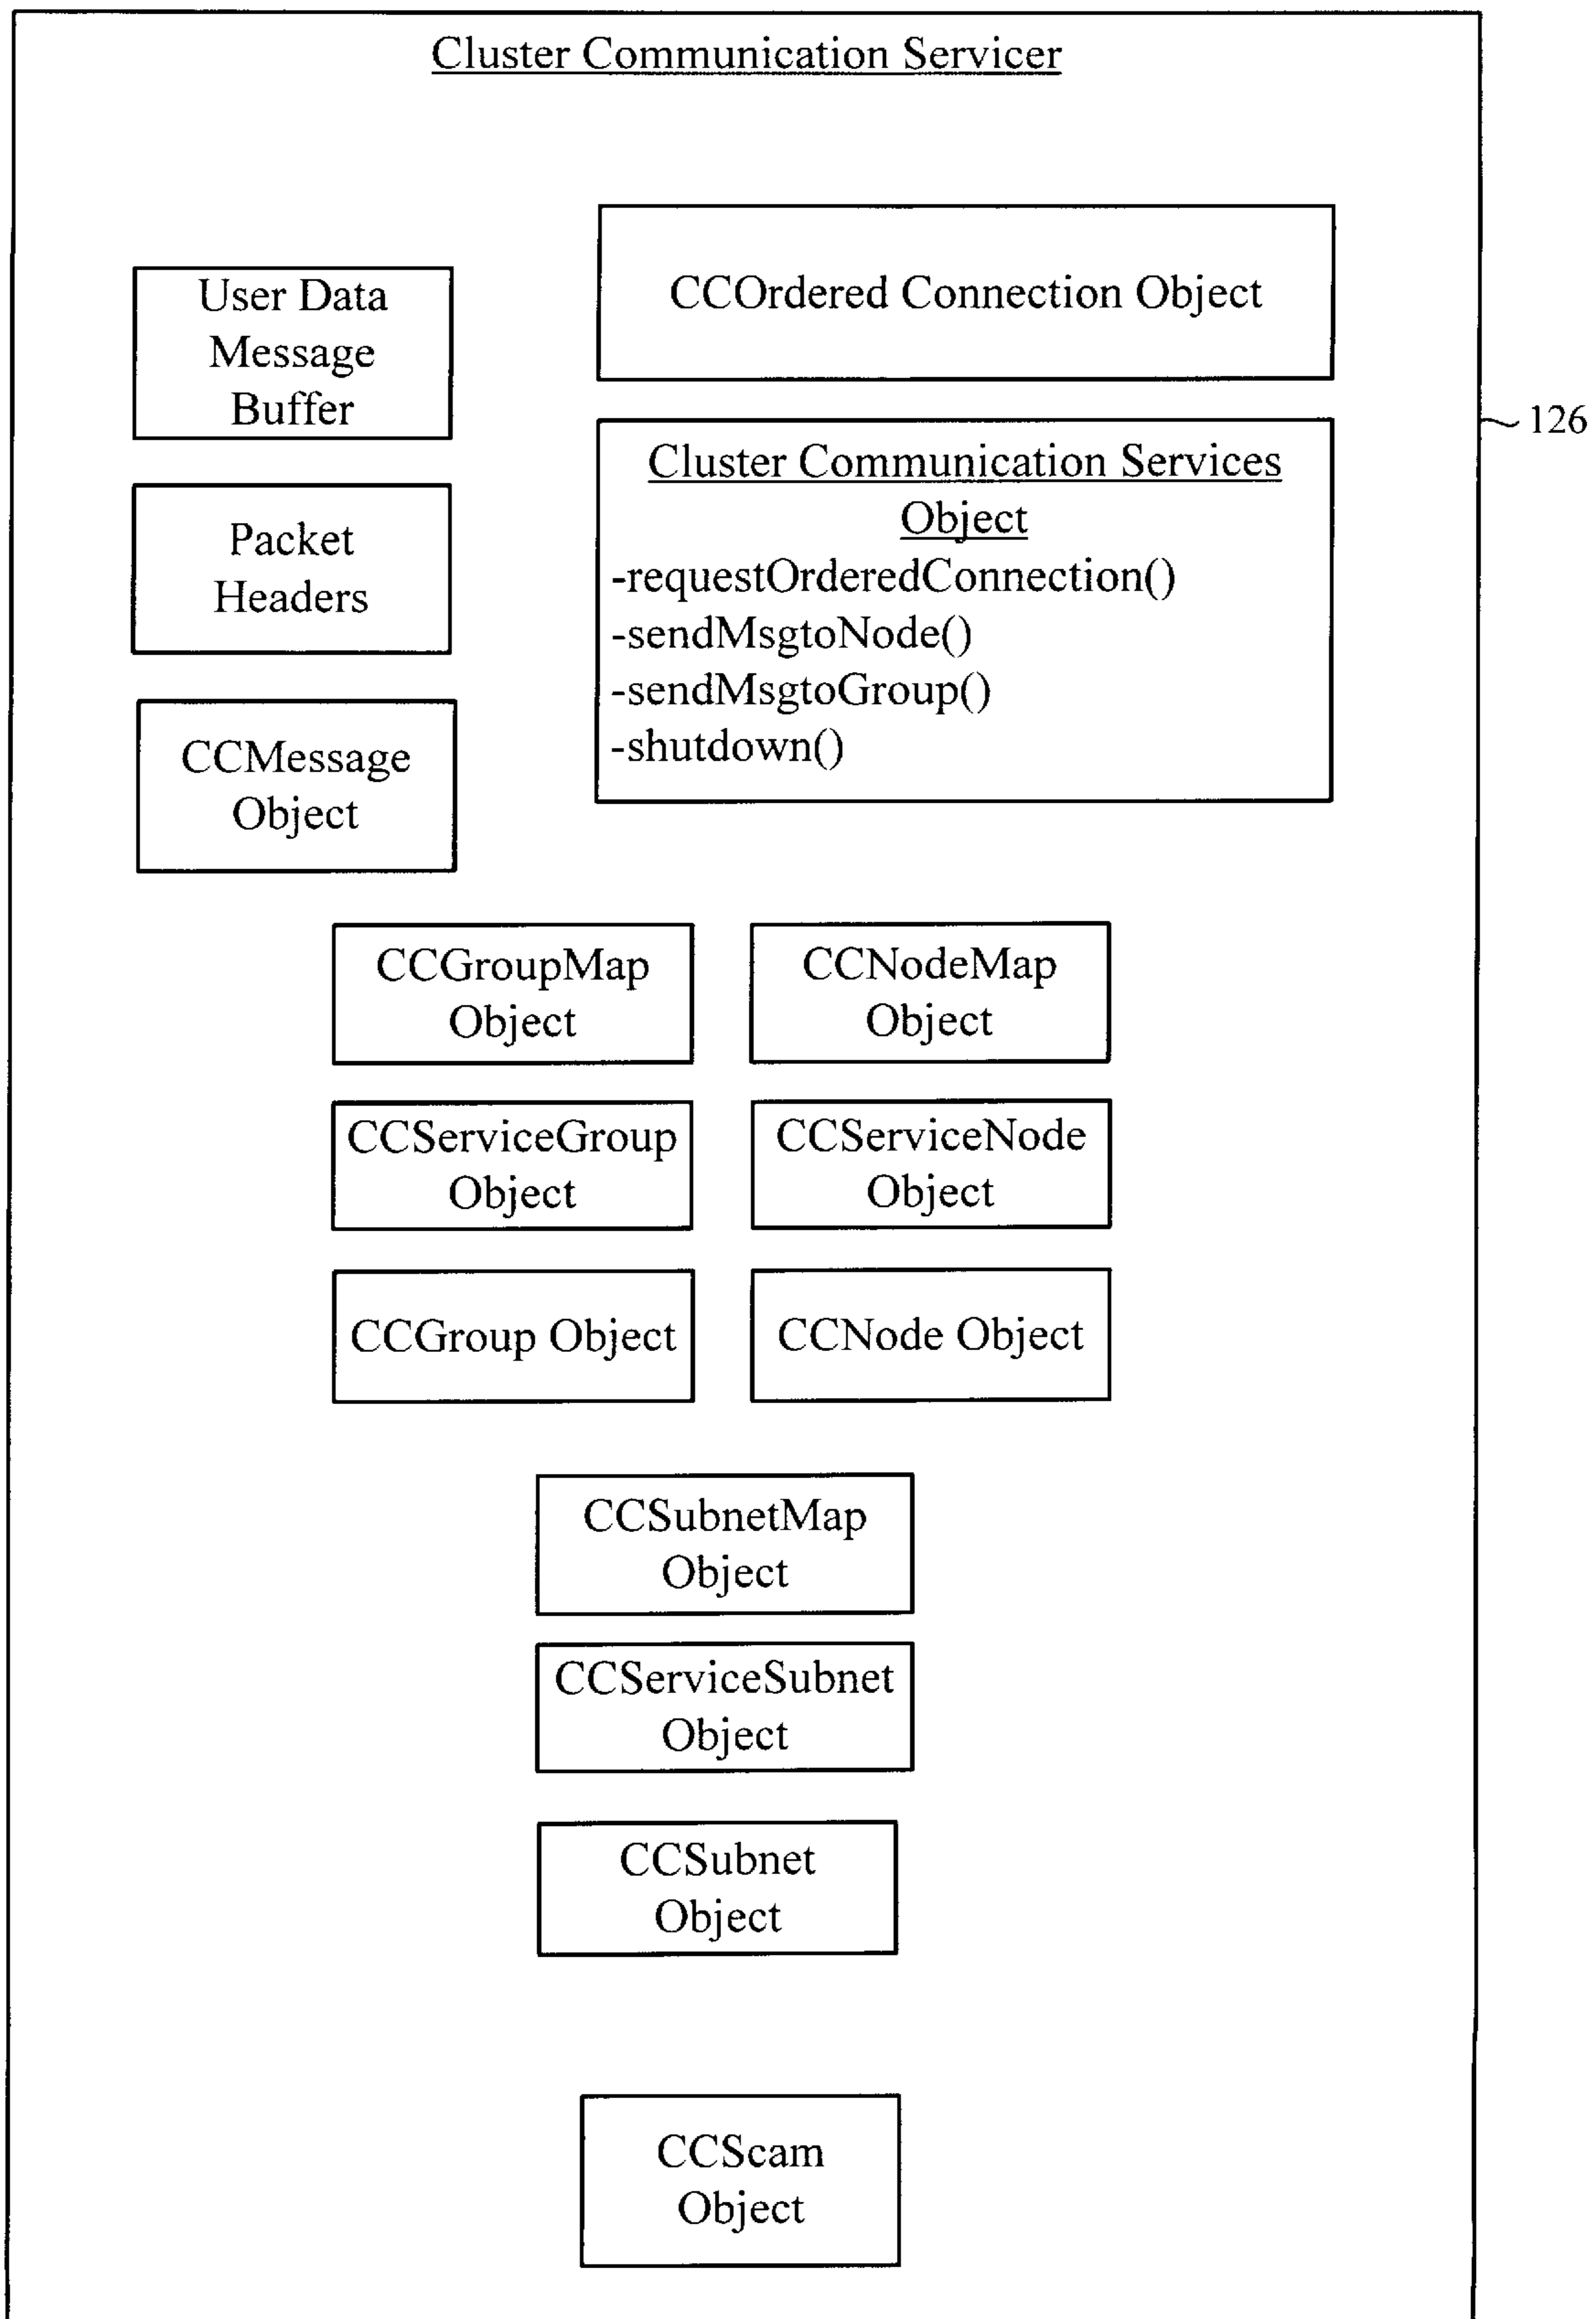 Cluster Communication Servicer
CCOrdered Connection Object
User Data
Message
Buffer
126
Cluster Communication Services
Object
-requestOrderedConnection()
-sendMsgtoNode()
-sendMsgtoGroup()
-shutdown()
Packet
Headers
CCMessage
Object
CCGroupMap
Object
CCNodeMap
Object
CCServiceGroup
Object
CCServiceNode
Object
CCGroup Object
CCNode Object
CCSubnetMap
Object
CCServiceSubnet
Object
CCSubnet
Object
CCScam
Object